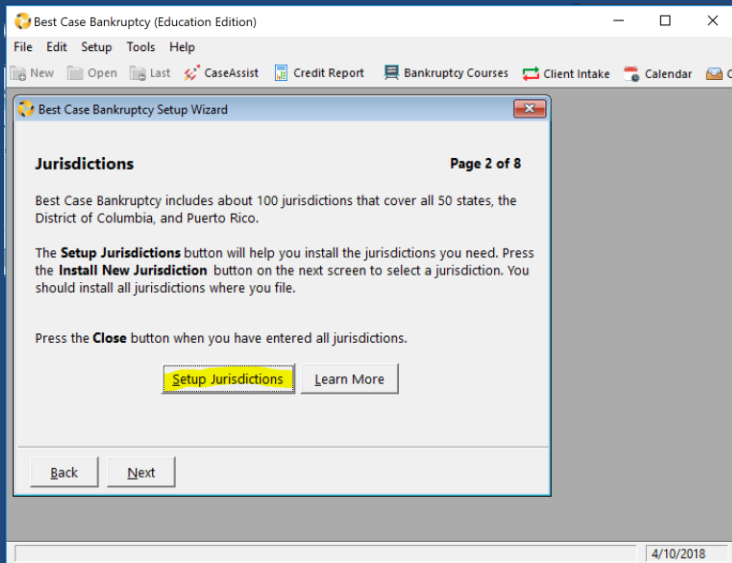 Best Case Bankruptcy (Education Edition)
File Edit Setup Tools Help
New Open Last CaseAssist Credit Report Bankruptcy Courses Client Intake Calendar
Best Case Bankruptcy Setup Wizard
Jurisdictions Page 2 of 8
Best Case Bankruptcy includes about 100 jurisdictions that cover all 50 states, the
District of Columbia, and Puerto Rico.
The Setup Jurisdictions button will help you install the jurisdictions you need. Press
the Install New Jurisdiction button on the next screen to select a jurisdiction. You
should install all jurisdictions where you file.
Press the Close button when you have entered all jurisdictions.
Setup Jurisdictions Learn More
Back Next
4/10/2018